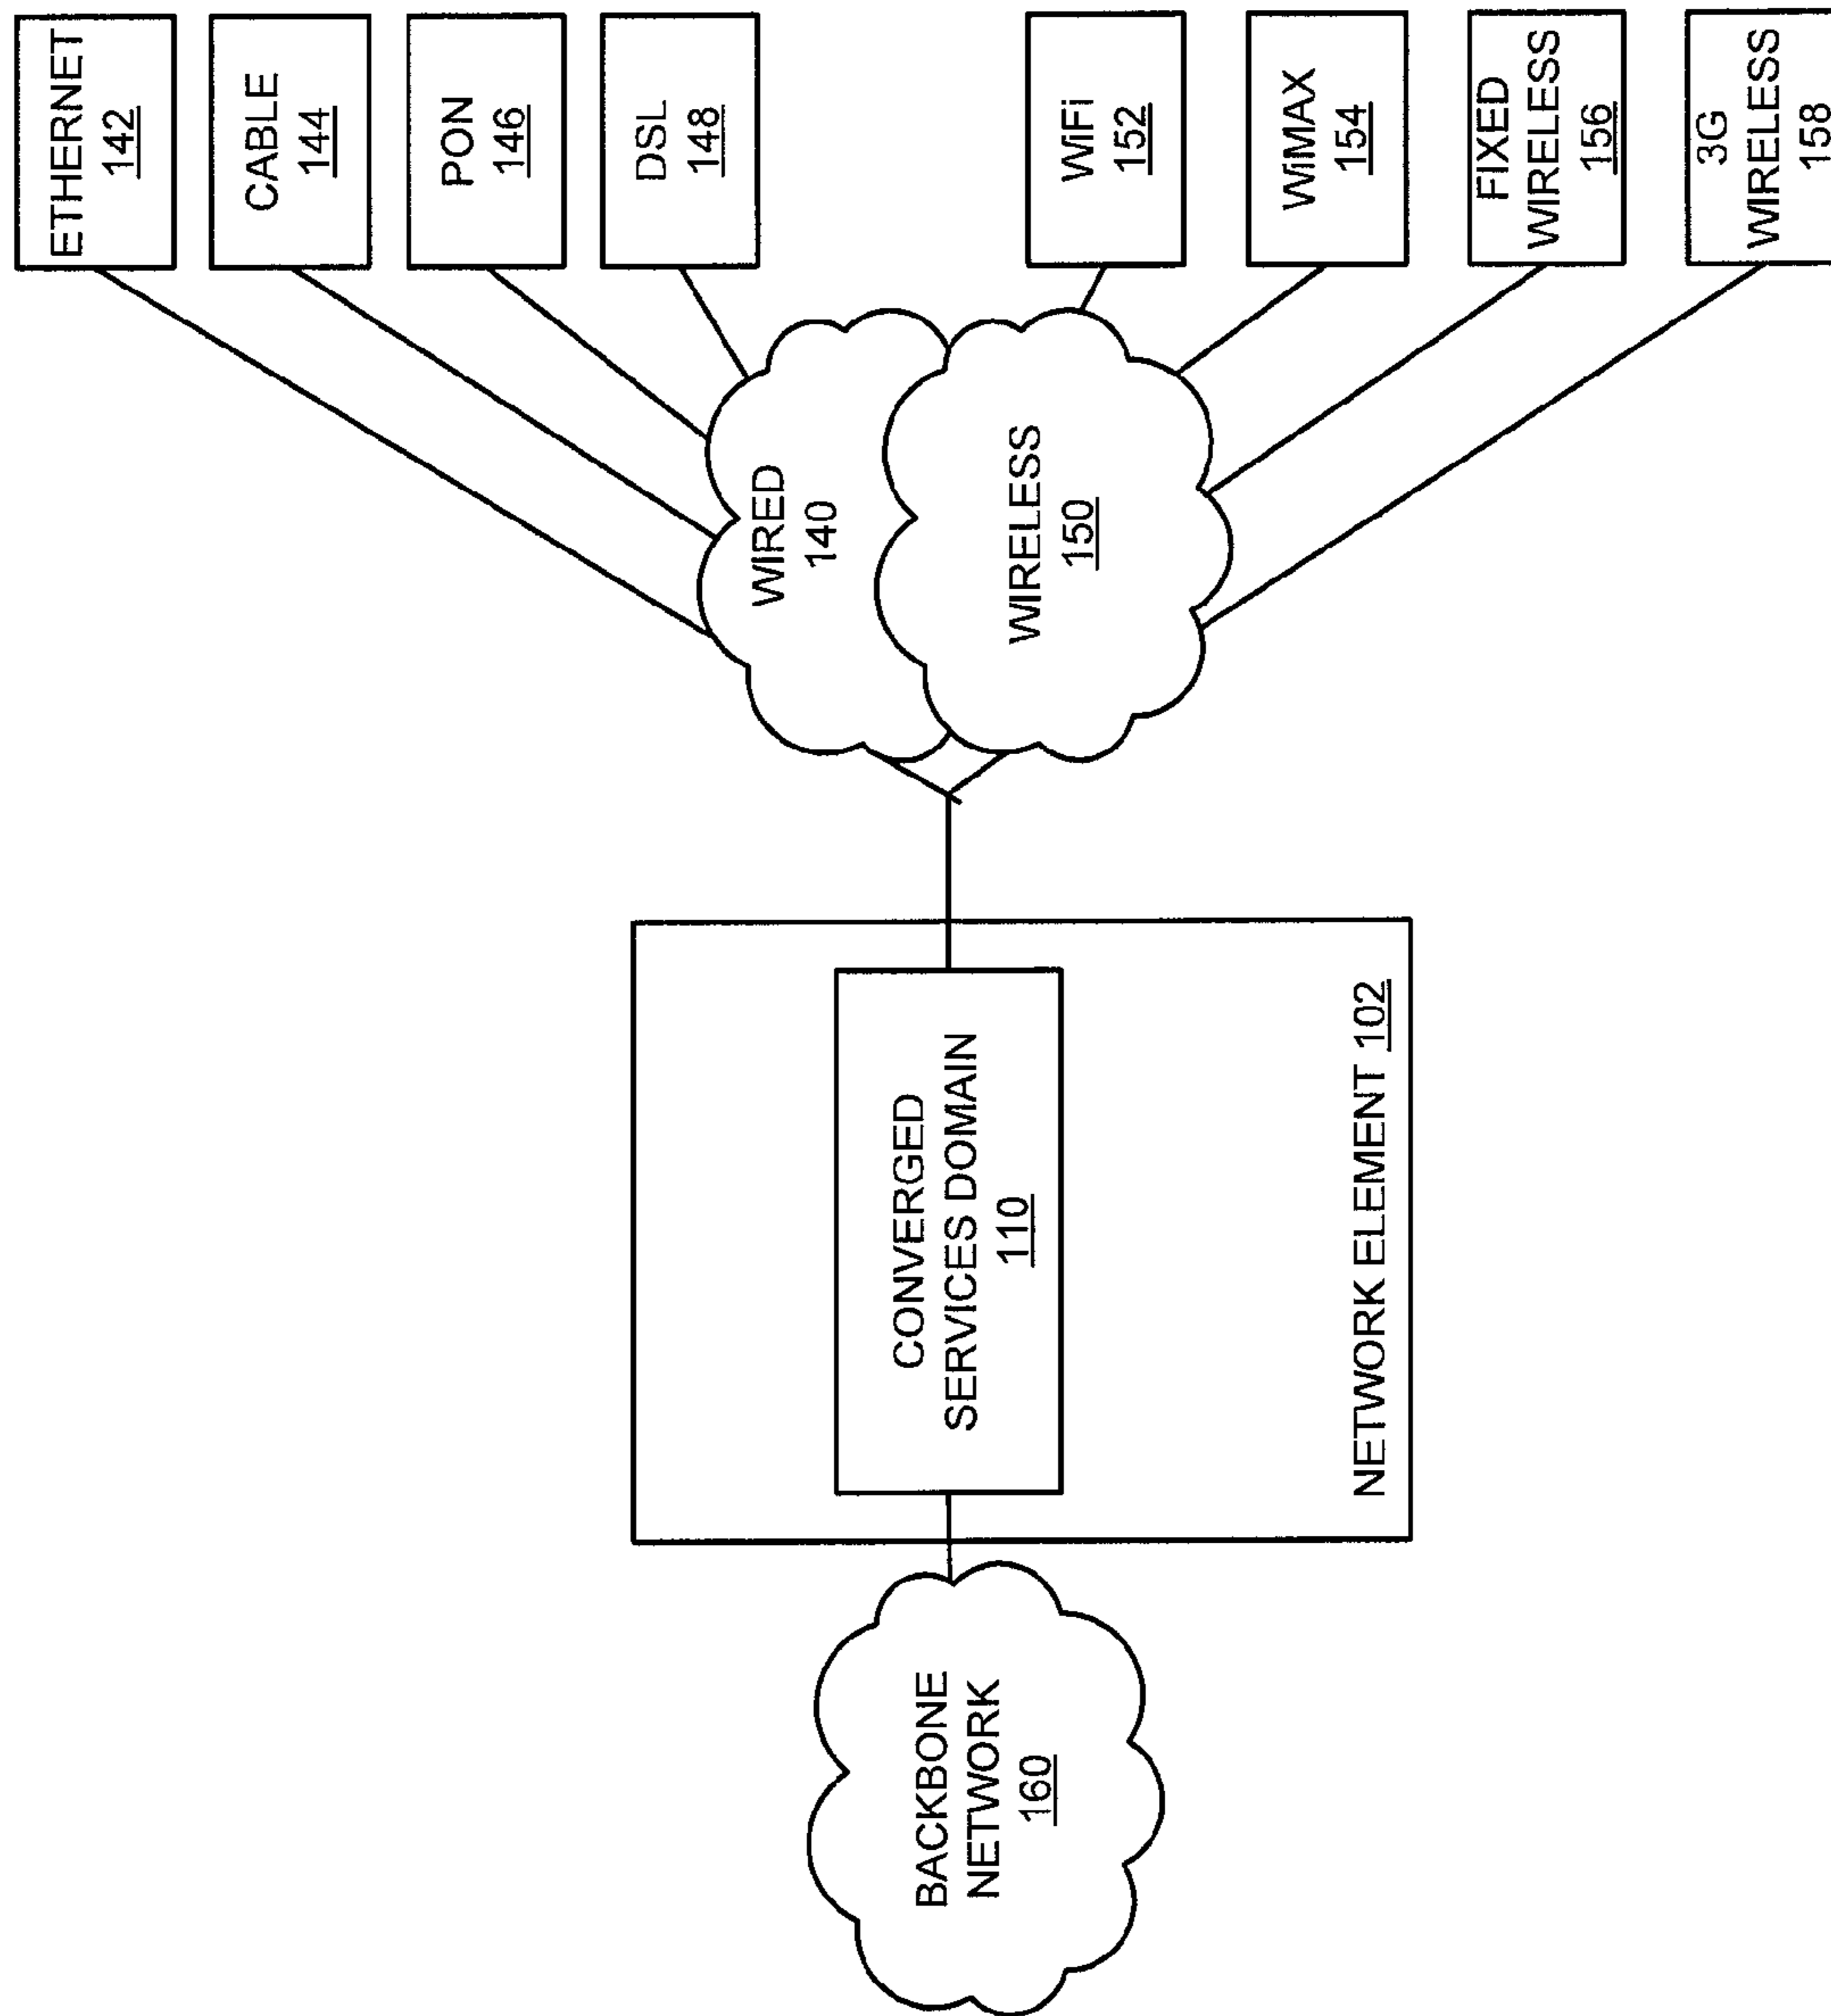 ETHERNET
142
CABLE
144
PON
146
DSL
148
WiFi
152
WiMAX
154
FIXED
WIRELESS
156
3G
WIRELESS
158
WIRED
140
WIRELESS
150
CONVERGED
SERVICES DOMAIN
110
NETWORK ELEMENT 102
BACKBONE
NETWORK
160